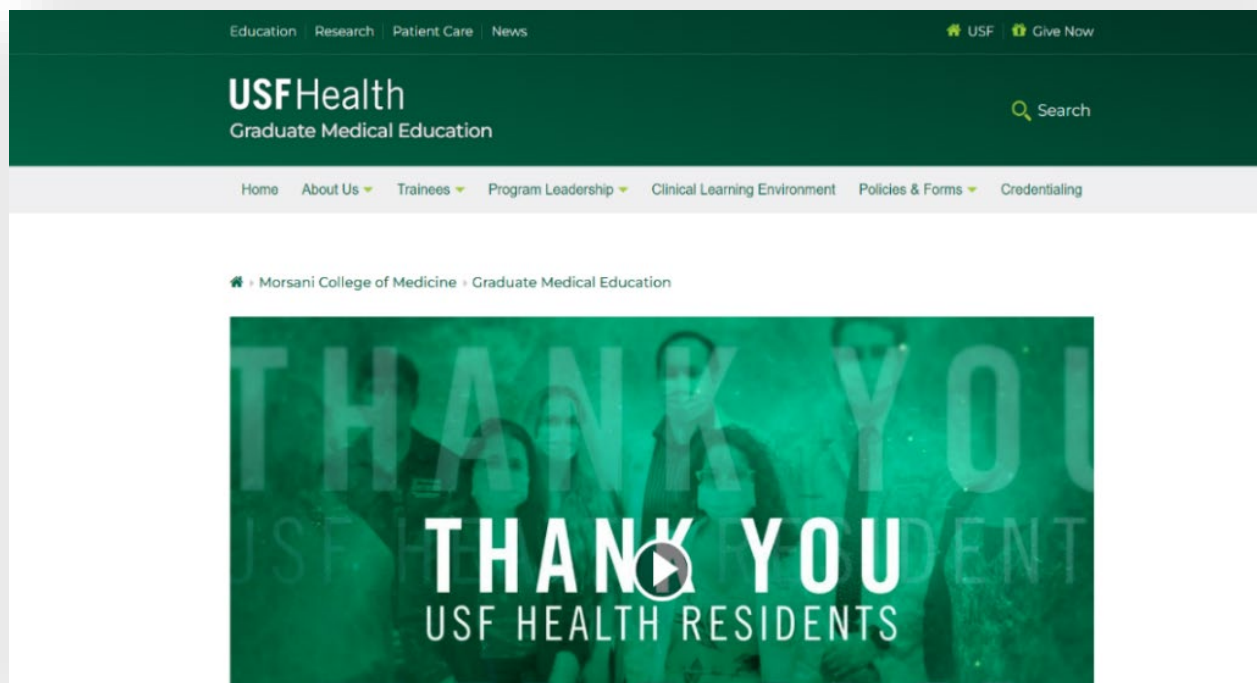 Education Research Patient Care News USF Give Now
USFHealth
Graduate Medical Education
Search
Home About Us Trainees Program Leadership Clinical Learning Environment Policies & Forms Credentialing
Morsani College of Medicine Graduate Medical Education
THANK YOU
USF HEALTH RESIDENT
THANK YOU
USF HEALTH RESIDENTS